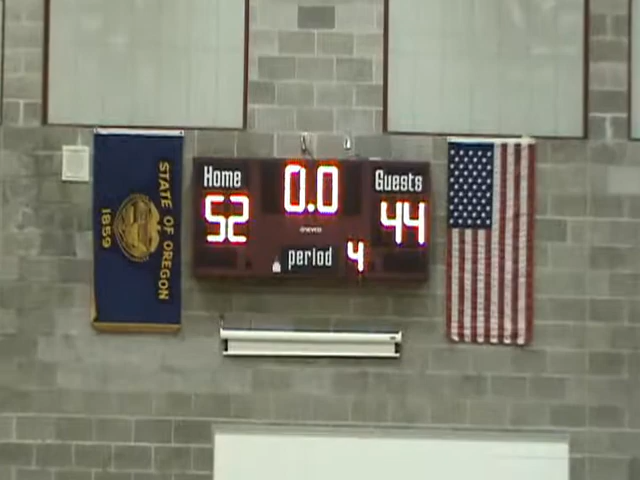 Home
0.0
Guests
52
44
period 4
STATE OF OREGON
1859